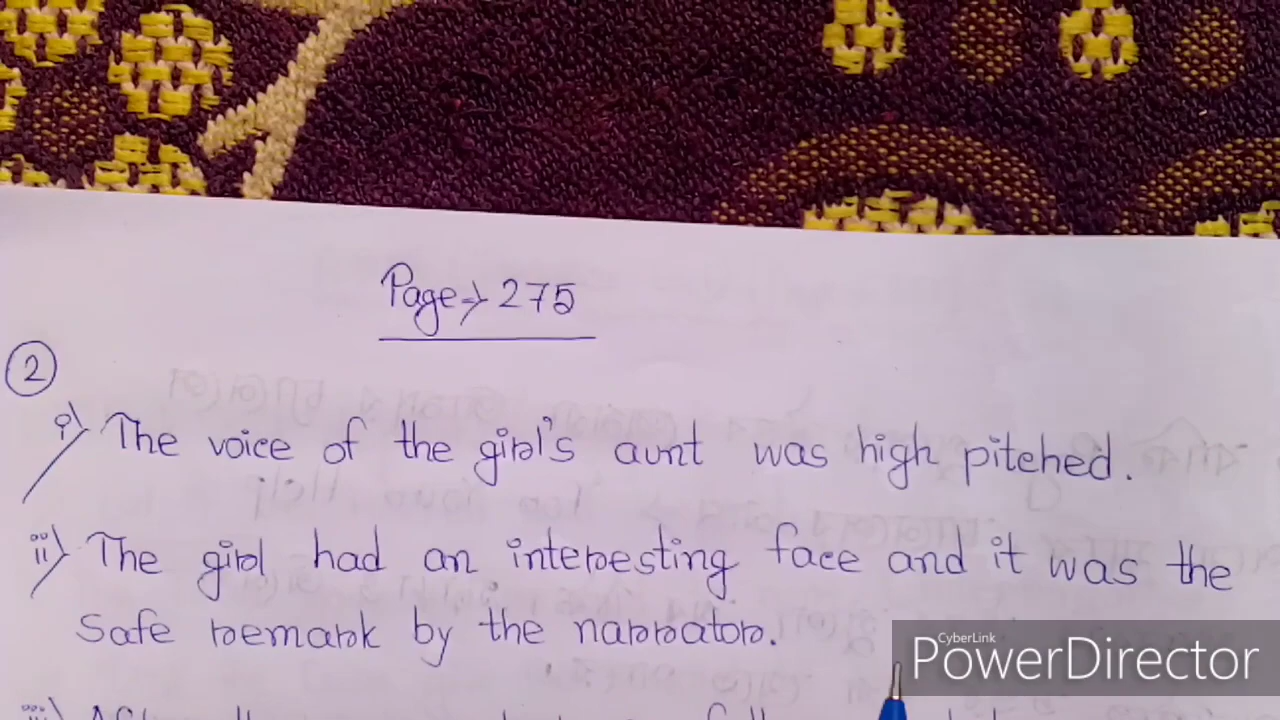 Page → 275
2
i) The voice of the girl's aunt was high pitched.
ii) The girl had an interesting face and it was the
safe remark by the narrator.
iii)
CyberLink
PowerDirector